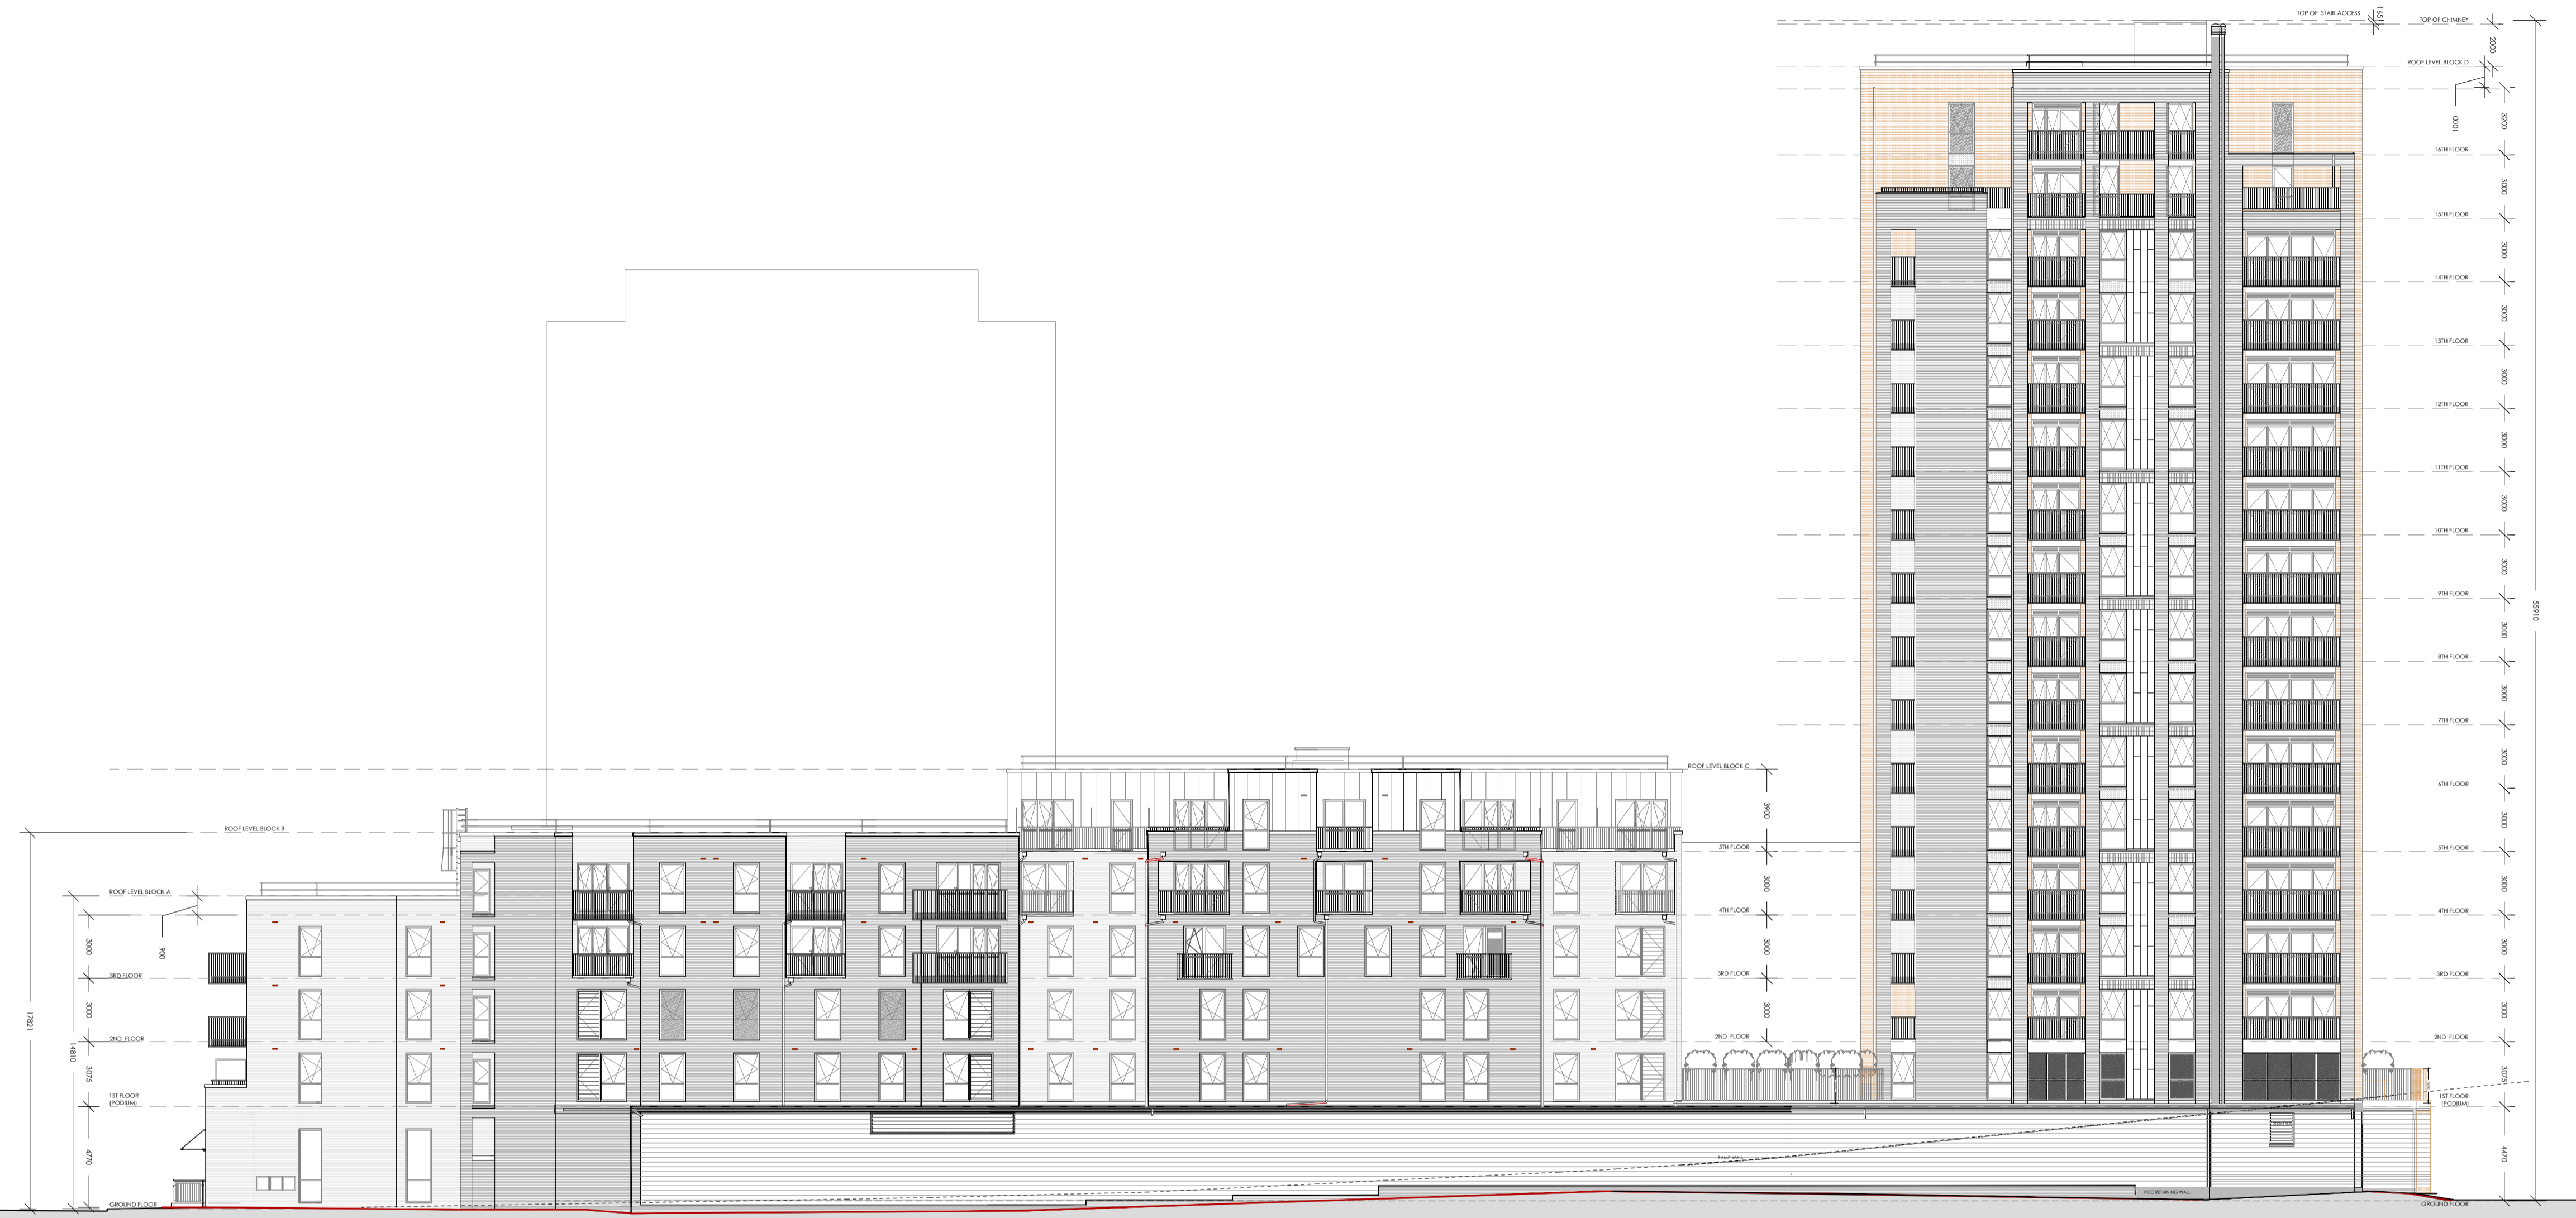 TOP OF STAIR ACCESS
1651
TOP OF CHIMNEY
2000
ROOF LEVEL BLOCK D
1000
3200
16TH FLOOR
3000
15TH FLOOR
3000
14TH FLOOR
3000
13TH FLOOR
3000
12TH FLOOR
3000
11TH FLOOR
3000
10TH FLOOR
3000
9TH FLOOR
3000
8TH FLOOR
3000
7TH FLOOR
3000
6TH FLOOR
3000
5TH FLOOR
3000
4TH FLOOR
3000
3RD FLOOR
3000
2ND FLOOR
3075
1ST FLOOR
(PODIUM)
4470
GROUND FLOOR
55910
ROOF LEVEL BLOCK C
3900
5TH FLOOR
3000
4TH FLOOR
3000
3RD FLOOR
3000
2ND FLOOR
RAMP WALL
PCC RETAINING WALL
ROOF LEVEL BLOCK B
ROOF LEVEL BLOCK A
900
3000
3RD FLOOR
3000
2ND FLOOR
3075
1ST FLOOR
(PODIUM)
4770
GROUND FLOOR
17821
14810